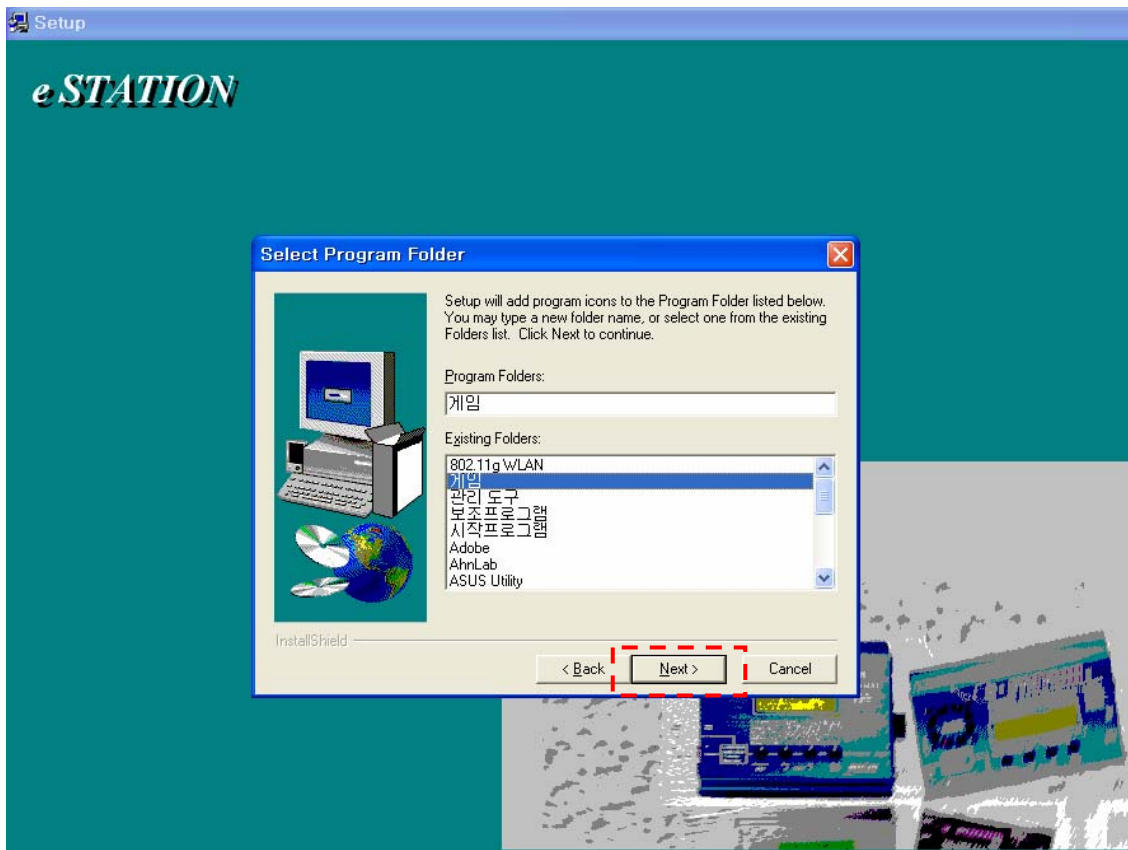 Setup
e STATION
Select Program Folder
Setup will add program icons to the Program Folder listed below.
You may type a new folder name, or select one from the existing
Folders list. Click Next to continue.
Program Folders:
게임
Existing Folders:
802.11g WLAN
게임
관리 도구
보조프로그램
시작프로그램
Adobe
AhnLab
ASUS Utility
InstallShield
< Back
Next >
Cancel